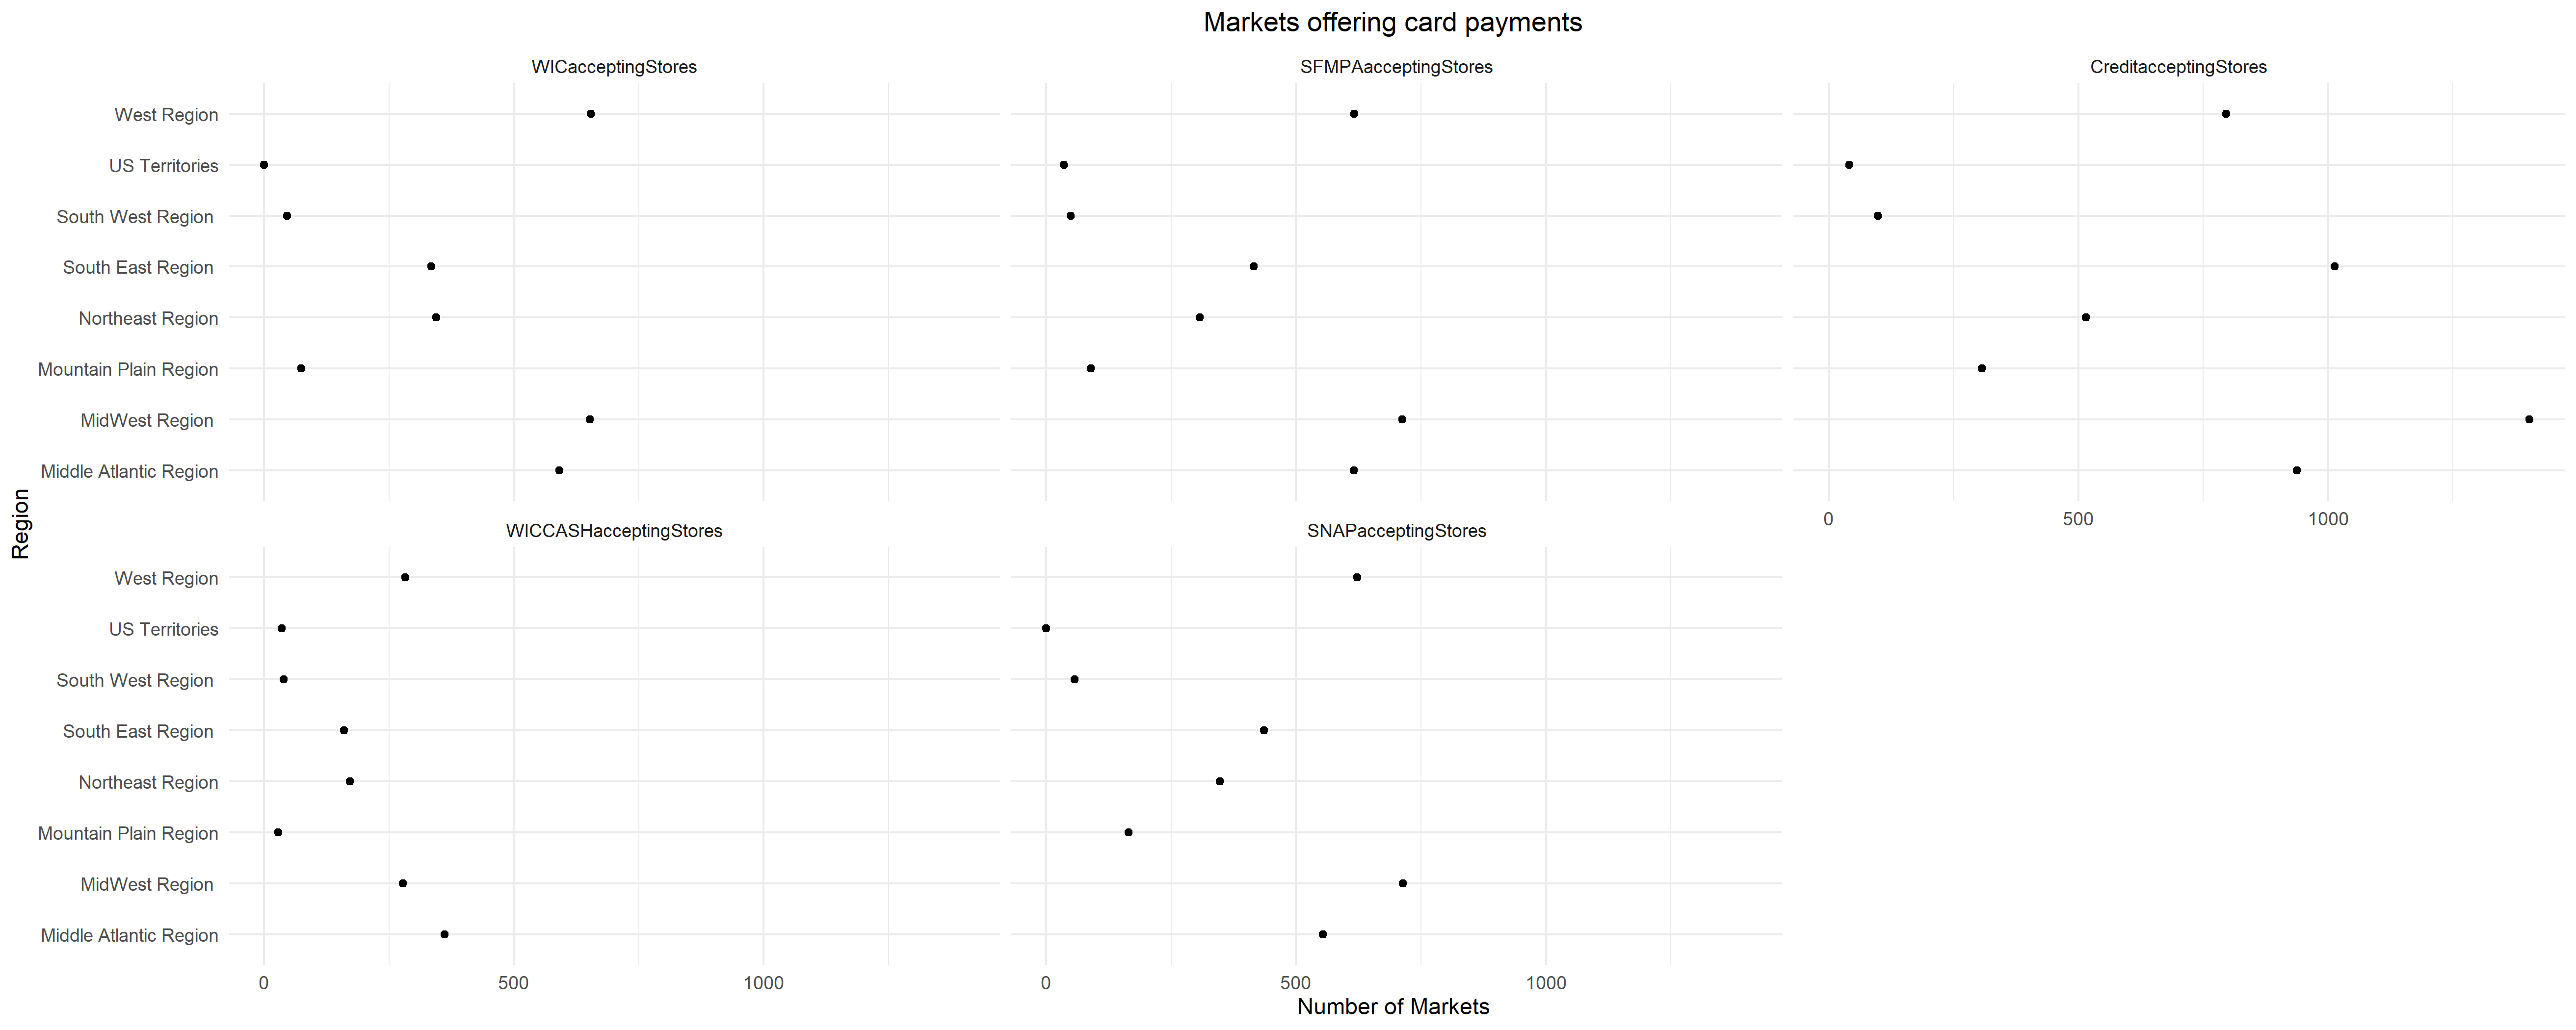 Markets offering card payments
WICacceptingStores
SFMPAacceptingStores
CreditacceptingStores
West Region
US Territories
South West Region
South East Region
Northeast Region
Mountain Plain Region
MidWest Region
Middle Atlantic Region
0 500 1000
Region
WICCASHacceptingStores
SNAPacceptingStores
West Region
US Territories
South West Region
South East Region
Northeast Region
Mountain Plain Region
MidWest Region
Middle Atlantic Region
0 500 1000
0 500 1000
Number of Markets